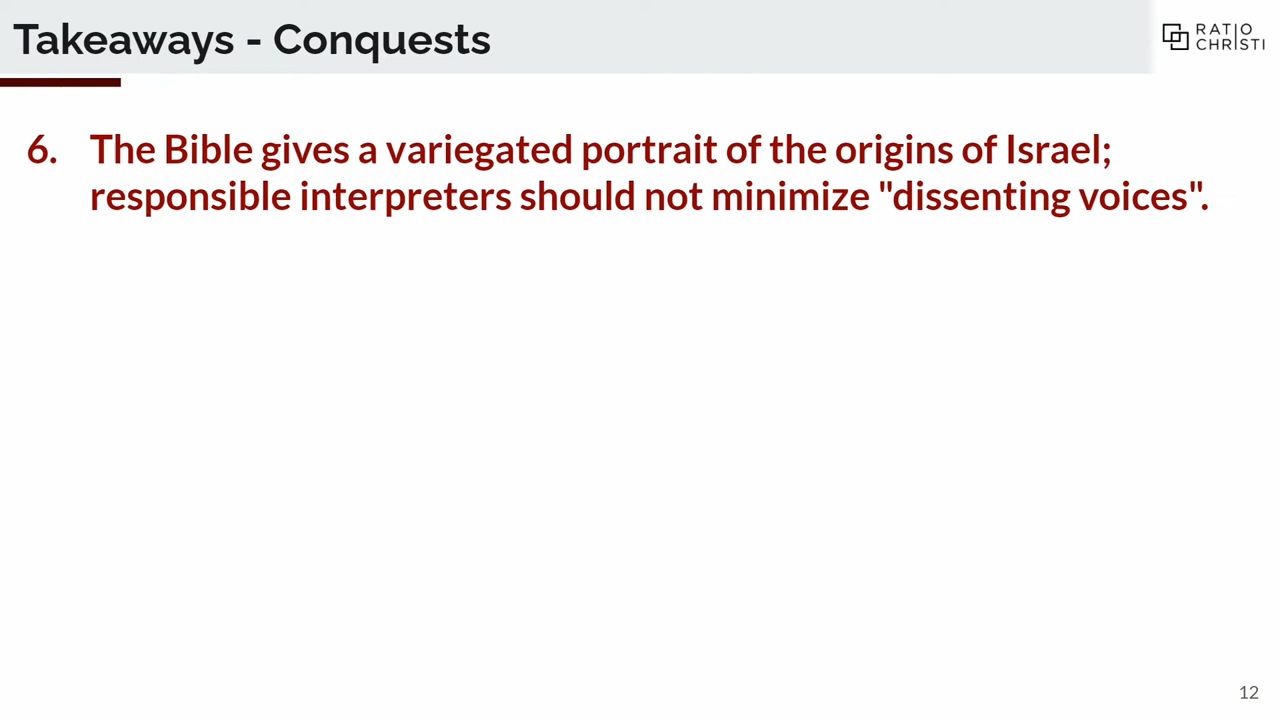 Takeaways - Conquests
RATIO
CHRISTI
6. The Bible gives a variegated portrait of the origins of Israel;
responsible interpreters should not minimize "dissenting voices".
12